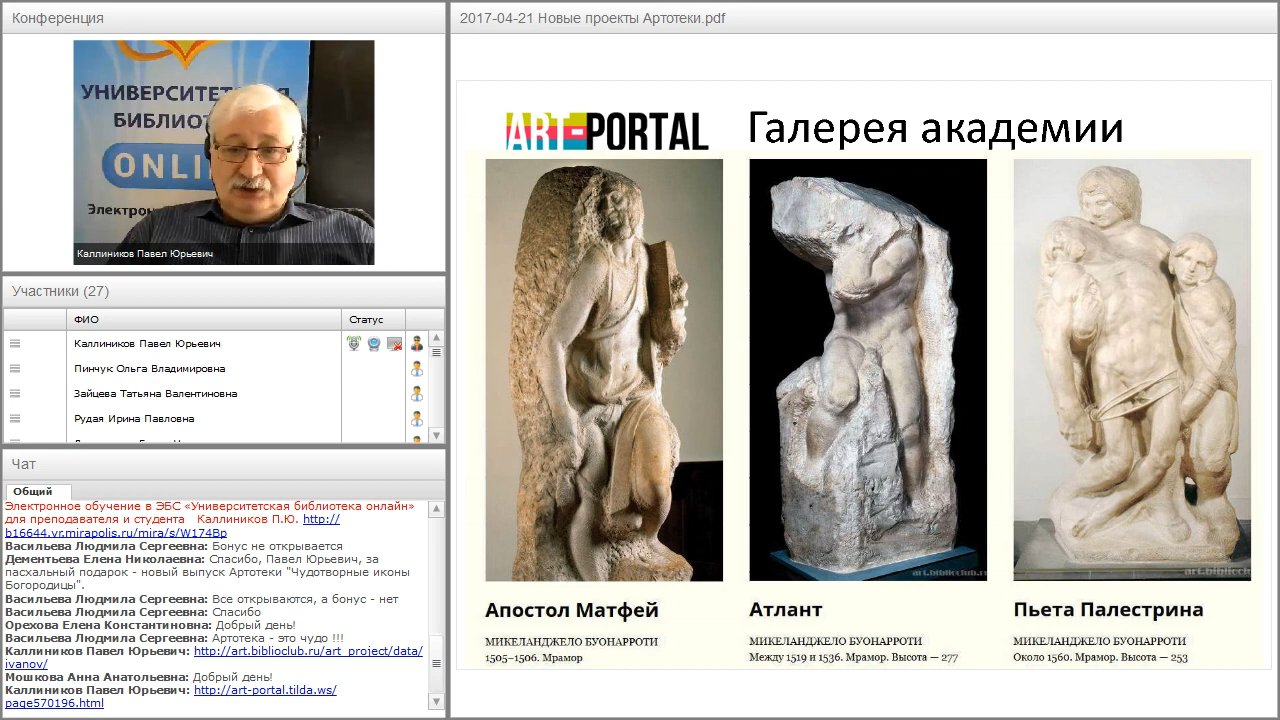 Конференция
УНИВЕРСИТЕТСКАЯ
ONLI
Электрон
Каллиников Павел Юрьевич
Участники (27)
ФИО
Статус
Каллиников Павел Юрьевич
Пинчук Ольга Владимировна
Зайцева Татьяна Валентиновна
Рудая Ирина Павловна
Чат
Общий
Электронное обучение в ЭБС «Университетская библиотека онлайн»
для преподавателя и студента Каллиников П.Ю. http://
b16644.vr.mirapolis.ru/mira/s/W174Bp
Васильева Людмила Сергеевна: Бонус не открывается
Дементьева Елена Николаевна: Спасибо, Павел Юрьевич, за
пасхальный подарок - новый выпуск Артотеки "Чудотворные иконы
Богородицы".
Васильева Людмила Сергеевна: Все открываются, а бонус - нет
Васильева Людмила Сергеевна: Спасибо
Орехова Елена Константиновна: Добрый день!
Васильева Людмила Сергеевна: Артотека - это чудо !!!
Каллиников Павел Юрьевич: http://art.biblioclub.ru/art_project/data/
ivanov/
Мошкова Анна Анатольевна: Добрый день!
Каллиников Павел Юрьевич: http://art-portal.tilda.ws/
page570196.html
2017-04-21 Новые проекты Артотеки.pdf
ART-PORTAL
Галерея академии
art.biblioclub.ru
art.biblioclub.ru
Апостол Матфей
МИКЕЛАНДЖЕЛО БУОНАРРОТИ
1505–1506. Мрамор
Атлант
МИКЕЛАНДЖЕЛО БУОНАРРОТИ
Между 1519 и 1536. Мрамор. Высота — 277
Пьета Палестрина
МИКЕЛАНДЖЕЛО БУОНАРРОТИ
Около 1560. Мрамор. Высота — 253